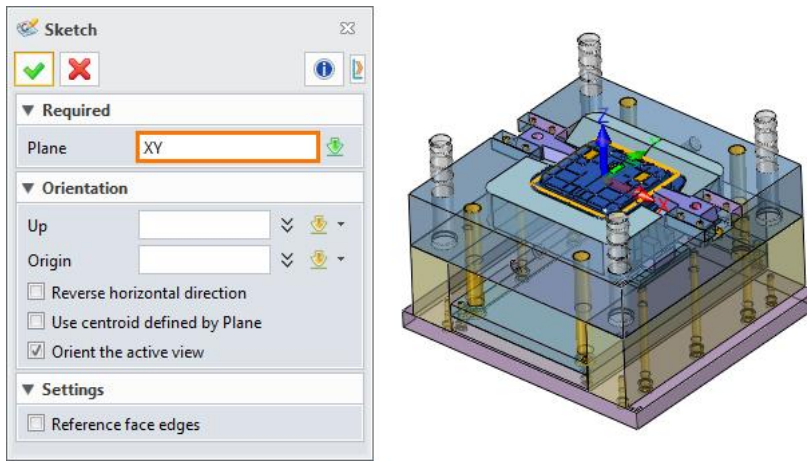 Sketch
Required
Plane XY
Orientation
Up
Origin
Reverse horizontal direction
Use centroid defined by Plane
Orient the active view
Settings
Reference face edges
Z
Y
X